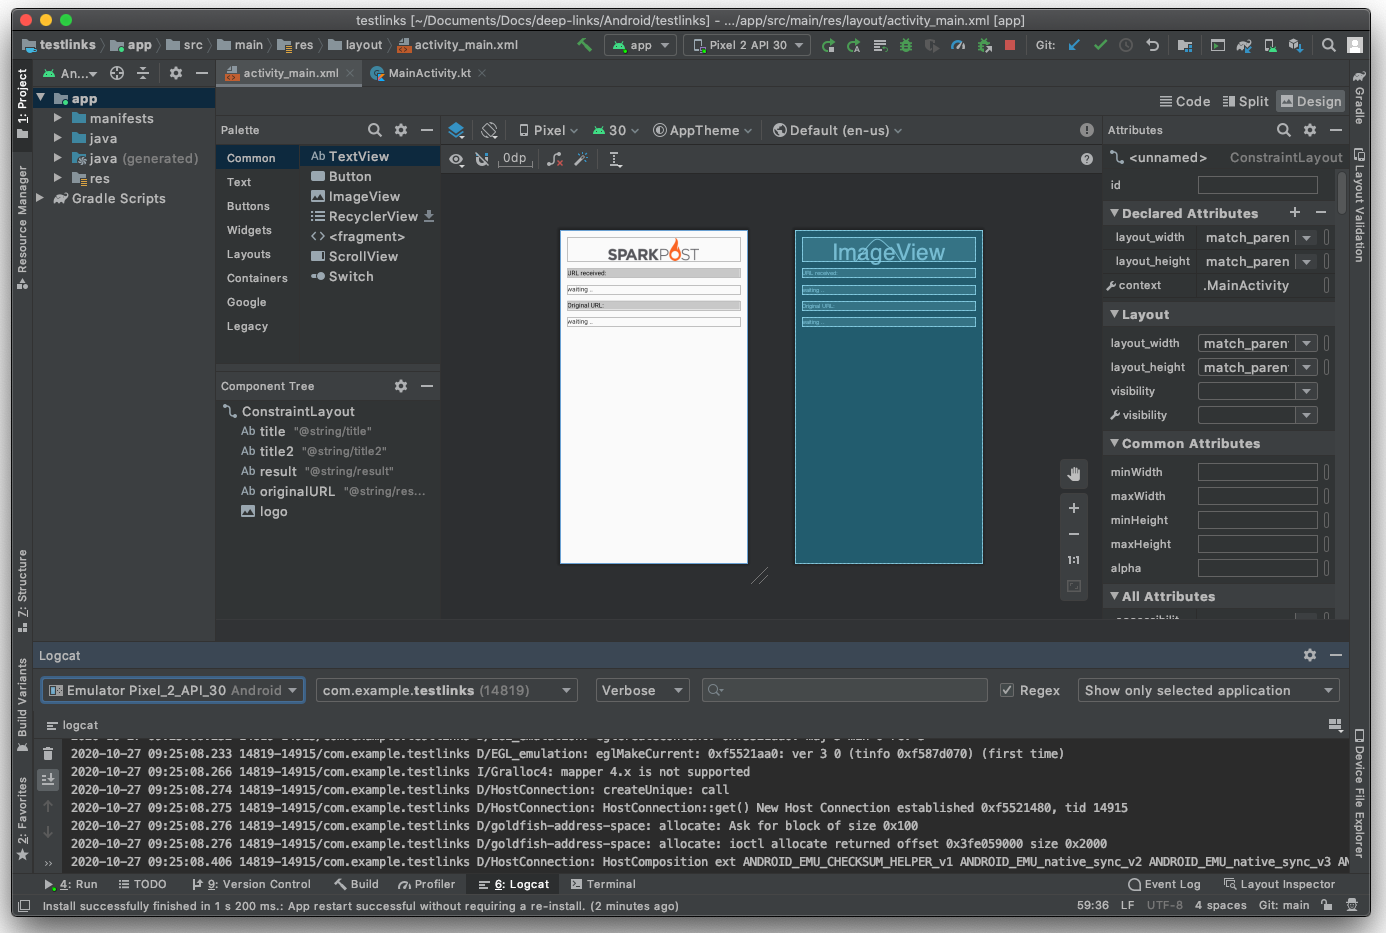 testlinks [~/Documents/Docs/deep-links/Android/testlinks] - .../app/src/main/res/layout/activity_main.xml [app]
testlinks app src main res layout activity_main.xml app Pixel 2 API 30 Git:
1: Project
Resource Manager
Z: Structure
Build Variants
2: Favorites
An... activity_main.xml MainActivity.kt
app
manifests
java
java (generated)
res
Gradle Scripts
Code Split Design
Palette
Common
Text
Buttons
Widgets
Layouts
Containers
Google
Legacy
Ab TextView
Button
ImageView
RecyclerView
<fragment>
ScrollView
Switch
Component Tree
ConstraintLayout
Ab title "@string/title"
Ab title2 "@string/title2"
Ab result "@string/result"
Ab originalURL "@string/res...
logo
Pixel 30 AppTheme Default (en-us)
0dp
SPARKPOST
URL received:
waiting ..
Original URL:
waiting ..
ImageView
URL received:
waiting ..
Original URL:
waiting ..
1:1
Attributes
<unnamed> ConstraintLayout
id
Declared Attributes
layout_width match_paren
layout_height match_paren
context .MainActivity
Layout
layout_width match_paren
layout_height match_paren
visibility
visibility
Common Attributes
minWidth
maxWidth
minHeight
maxHeight
alpha
All Attributes
Gradle
Layout Validation
Device File Explorer
Logcat
Emulator Pixel_2_API_30 Android com.example.testlinks (14819) Verbose Regex Show only selected application
logcat
2020-10-27 09:25:08.233 14819-14915/com.example.testlinks D/EGL_emulation: eglMakeCurrent: 0xf5521aa0: ver 3 0 (tinfo 0xf587d070) (first time)
2020-10-27 09:25:08.266 14819-14915/com.example.testlinks I/Gralloc4: mapper 4.x is not supported
2020-10-27 09:25:08.274 14819-14915/com.example.testlinks D/HostConnection: createUnique: call
2020-10-27 09:25:08.275 14819-14915/com.example.testlinks D/HostConnection: HostConnection::get() New Host Connection established 0xf5521480, tid 14915
2020-10-27 09:25:08.276 14819-14915/com.example.testlinks D/goldfish-address-space: allocate: Ask for block of size 0x100
2020-10-27 09:25:08.276 14819-14915/com.example.testlinks D/goldfish-address-space: allocate: ioctl allocate returned offset 0x3fe059000 size 0x2000
2020-10-27 09:25:08.406 14819-14915/com.example.testlinks D/HostConnection: HostComposition ext ANDROID_EMU_CHECKSUM_HELPER_v1 ANDROID_EMU_native_sync_v2 ANDROID_EMU_native_sync_v3 AN
4: Run TODO 9: Version Control Build Profiler 6: Logcat Terminal Event Log Layout Inspector
Install successfully finished in 1 s 200 ms.: App restart successful without requiring a re-install. (2 minutes ago) 59:36 LF UTF-8 4 spaces Git: main